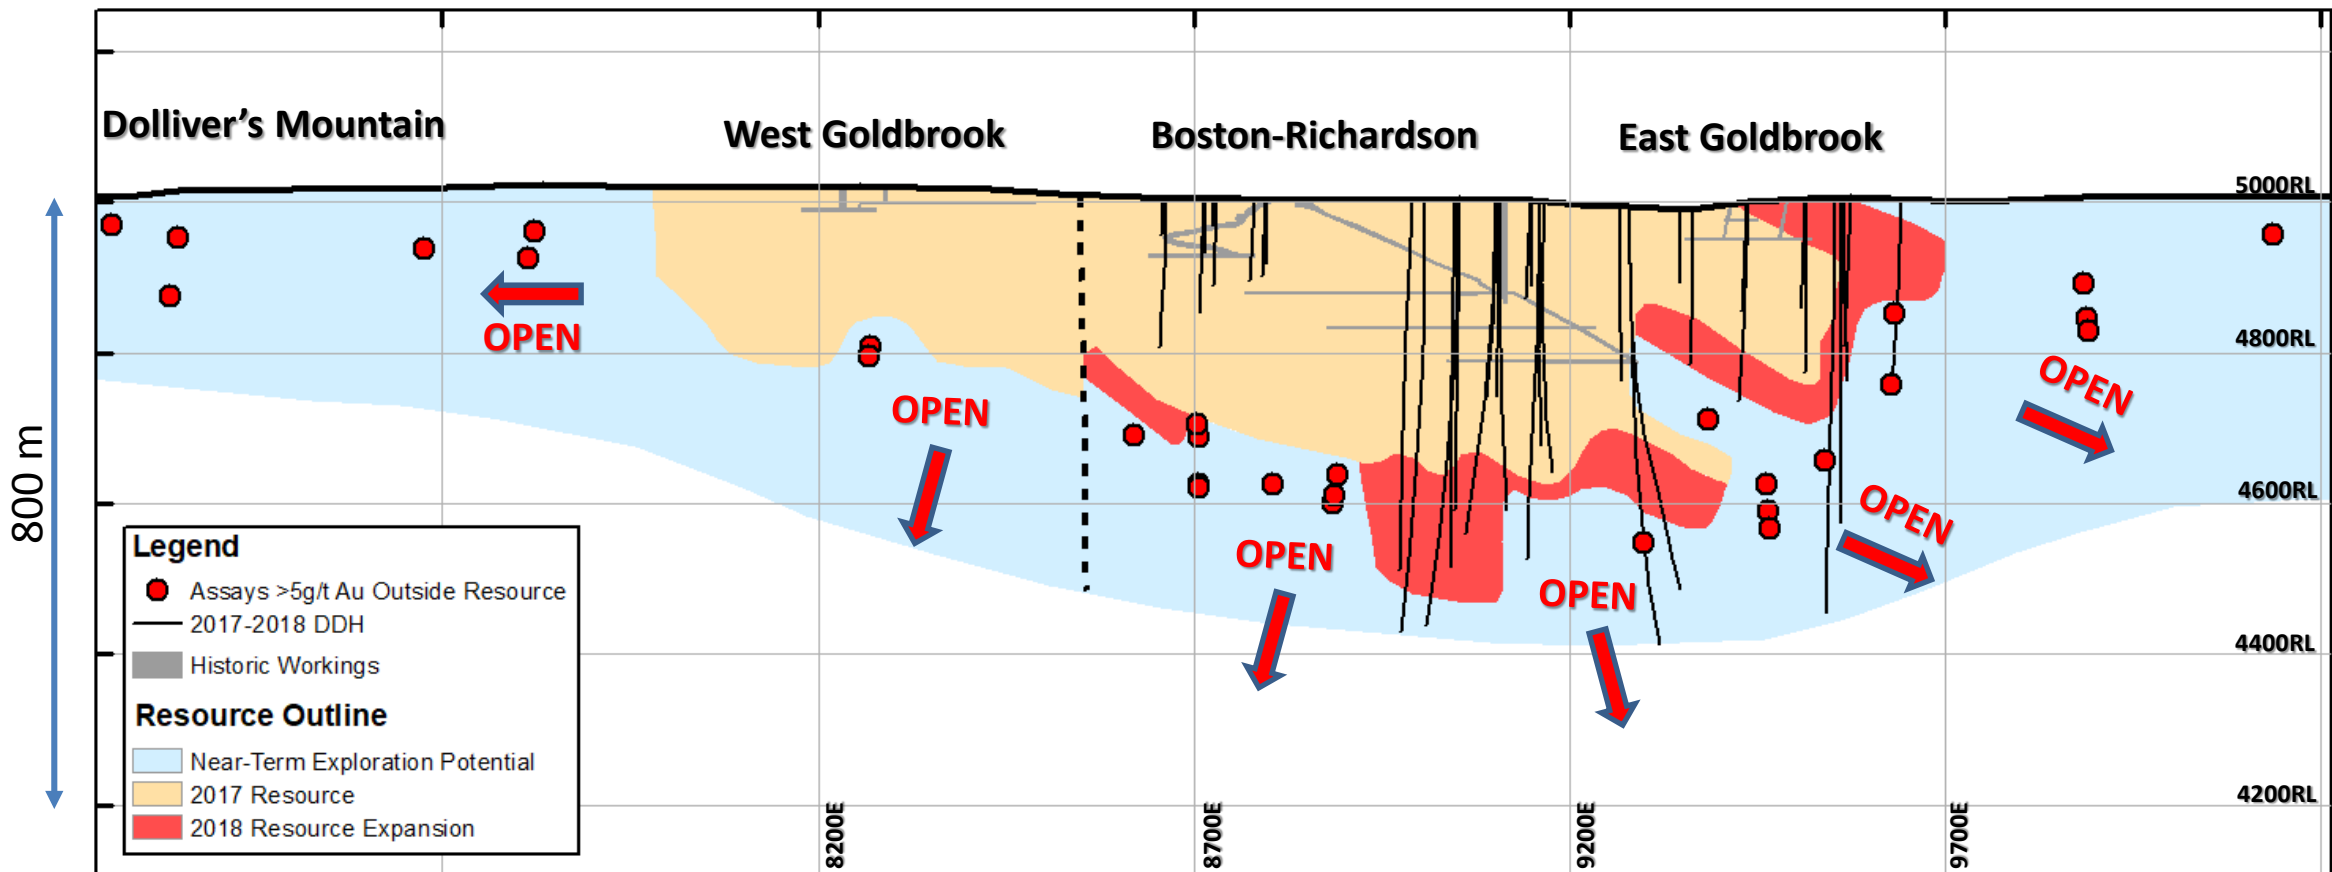 Dolliver's Mountain
West Goldbrook
Boston-Richardson
East Goldbrook
5000RL
4800RL
4600RL
4400RL
4200RL
800 m
OPEN
OPEN
OPEN
OPEN
OPEN
OPEN
Legend
Assays >5g/t Au Outside Resource
2017-2018 DDH
Historic Workings
Resource Outline
Near-Term Exploration Potential
2017 Resource
2018 Resource Expansion
8200E
8700E
9200E
9700E